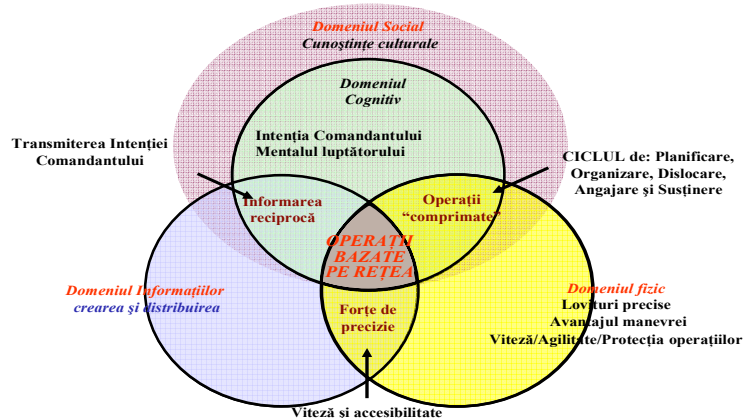 Domeniul Social
Cunoştinţe culturale
Domeniul
Cognitiv
Intenţia Comandantului
Mentalul luptătorului
Transmiterea Intenţiei
Comandantului
CICLUL de: Planificare,
Organizare, Dislocare,
Angajare şi Susţinere
Informarea
reciprocă
Operaţii
“comprimate”
OPERAŢII
BAZATE
PE REŢEA
Domeniul Informaţiilor
crearea şi distribuirea
Domeniul fizic
Lovituri precise
Avantajul manevrei
Viteză/Agilitate/Protecţia operaţiilor
Forţe de
precizie
Viteză şi accesibilitate